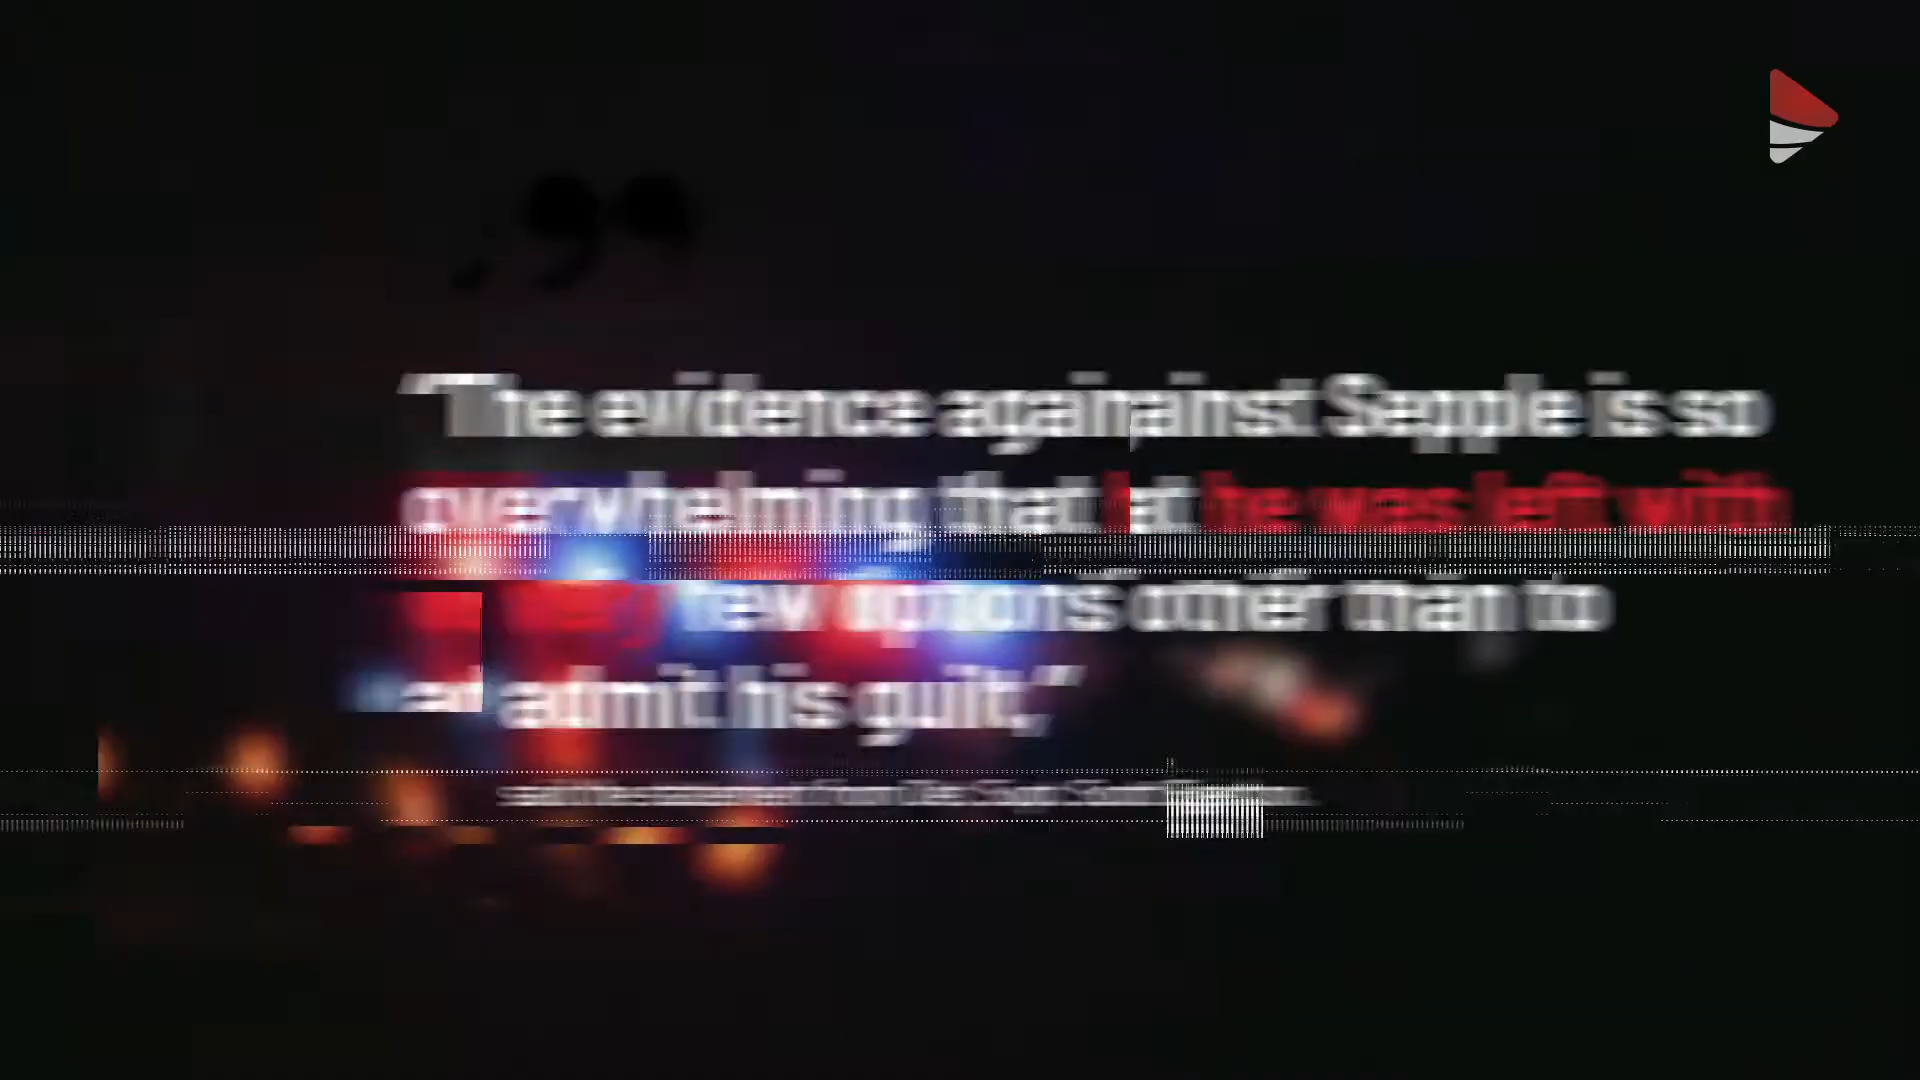 “The evidence against Sepple is so
overwhelming that he was left with
few options other than to
admit his guilt,”